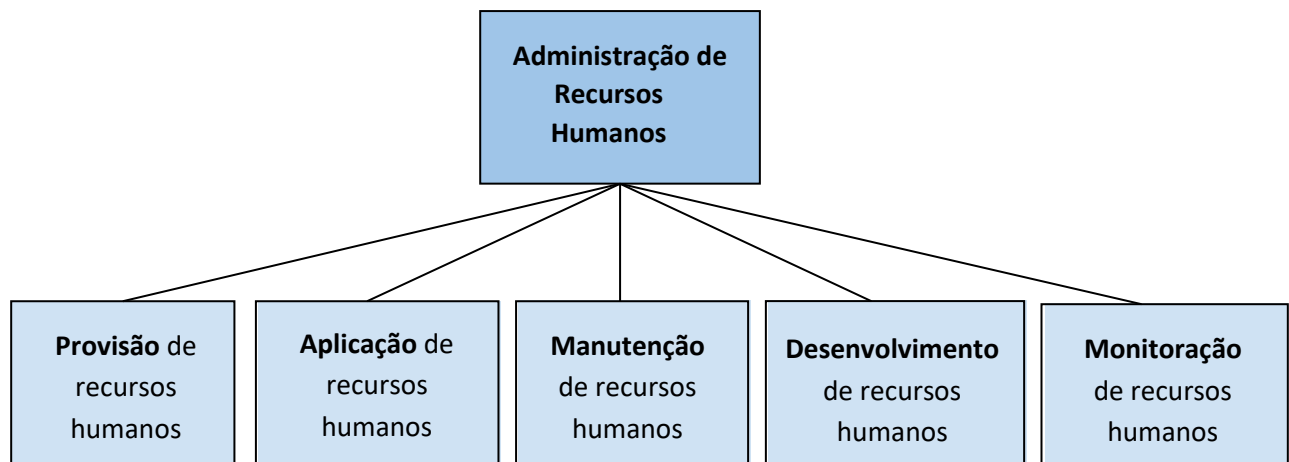 Administração de
Recursos
Humanos
Provisão de
recursos
humanos
Aplicação de
recursos
humanos
Manutenção
de recursos
humanos
Desenvolvimento
de recursos
humanos
Monitoração
de recursos
humanos